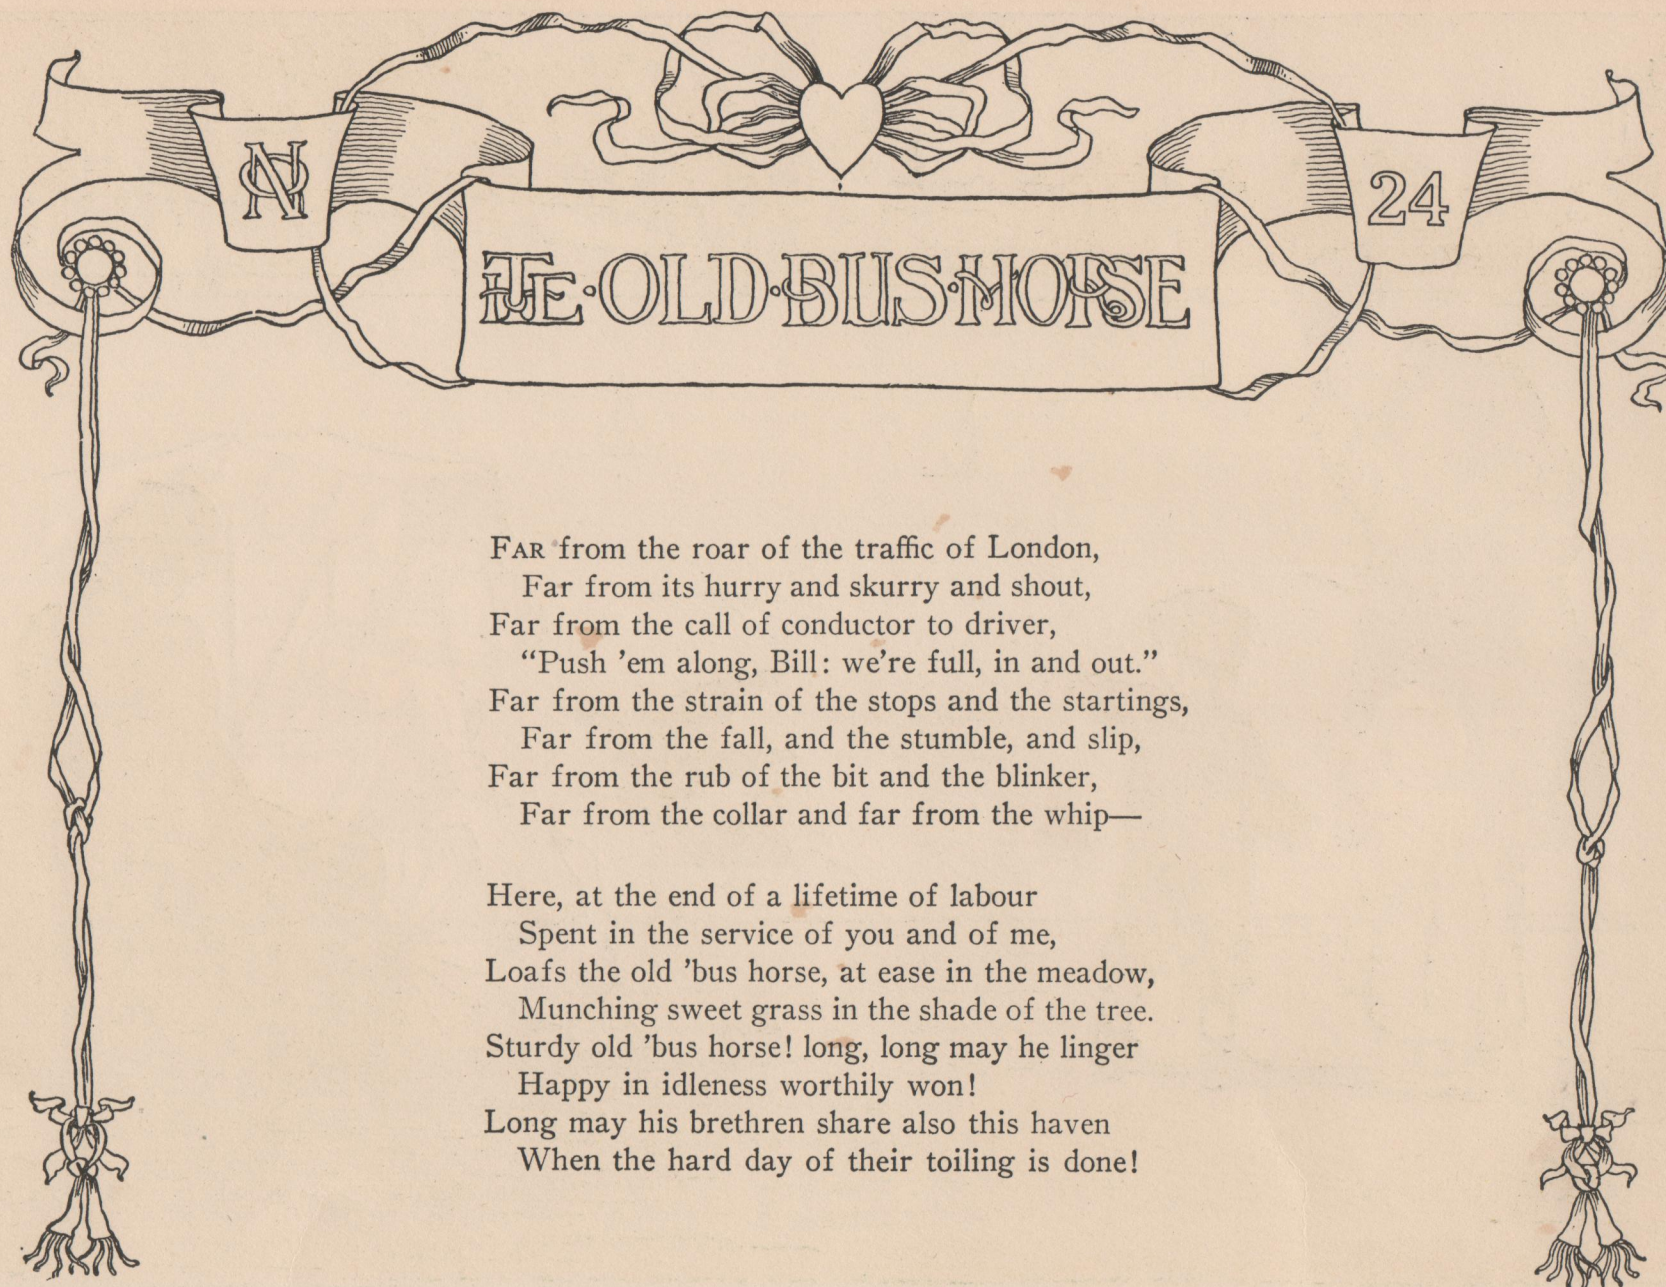 NO
24
THE·OLD·BUS·HORSE
FAR from the roar of the traffic of London,
Far from its hurry and skurry and shout,
Far from the call of conductor to driver,
“Push ’em along, Bill: we’re full, in and out.”
Far from the strain of the stops and the startings,
Far from the fall, and the stumble, and slip,
Far from the rub of the bit and the blinker,
Far from the collar and far from the whip—
Here, at the end of a lifetime of labour
Spent in the service of you and of me,
Loafs the old ’bus horse, at ease in the meadow,
Munching sweet grass in the shade of the tree.
Sturdy old ’bus horse! long, long may he linger
Happy in idleness worthily won!
Long may his brethren share also this haven
When the hard day of their toiling is done!